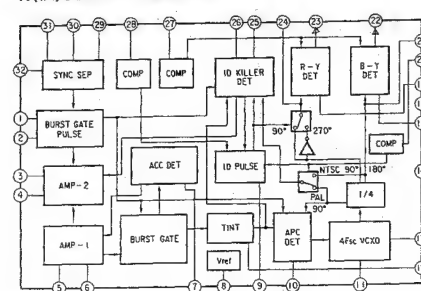 31 30 29 28 27 26 25 24 23 22
32
SYNC SEP
COMP
COMP
ID KILLER DET
R-Y DET
B-Y DET
1
2
BURST GATE PULSE
90°
270°
COMP
ACC DET
ID PULSE
3
4
AMP-2
NTSC 90°
180°
PAL
90°
1/4
AMP-1
BURST GATE
TINT
APC DET
4Fsc VCXO
Vref
5 6 7 8 9 10 11